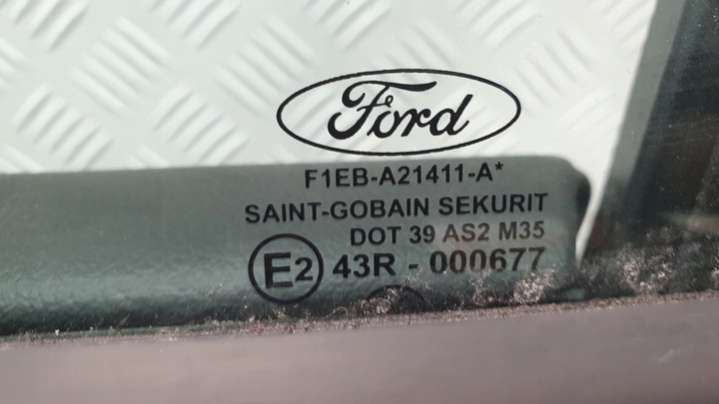 Ford
F1EB-A21411-A*
SAINT-GOBAIN SEKURIT
DOT 39 AS2 M35
E2 43R - 000677